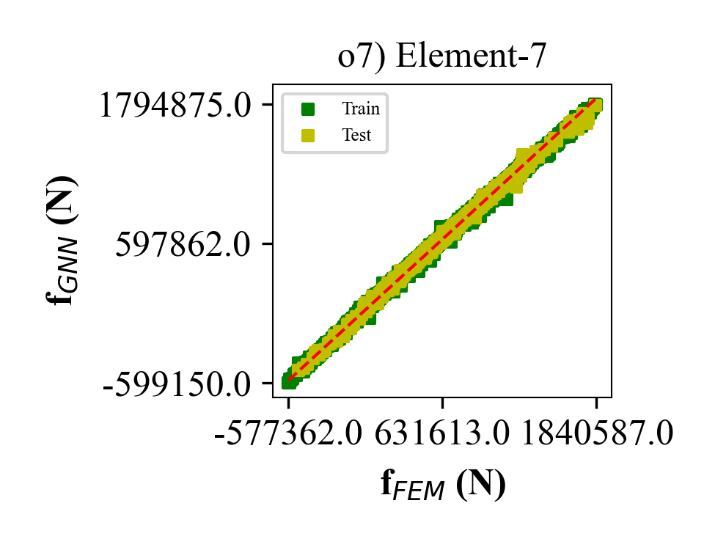 o7) Element-7
1794875.0
Train
Test
597862.0
f_GNN (N)
-599150.0
-577362.0 631613.0 1840587.0
f_FEM (N)